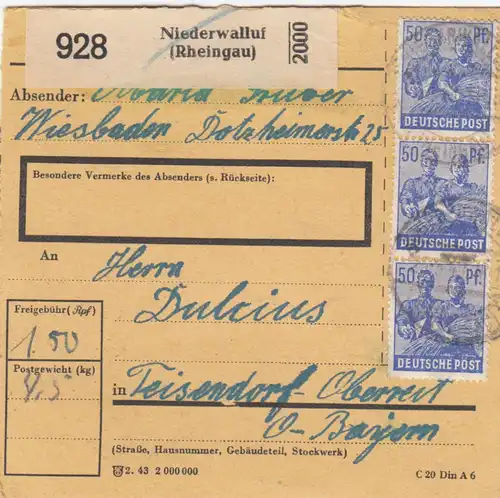 928
Niederwalluf
(Rheingau)
2000
Absender: Maria
Wiesbaden Dotzheimerstr 25
Besondere Vermerke des Absenders (s. Rückseite):
An
Herrn
Dulcius
Freigebühr (Rpf)
1.50
Postgewicht (kg)
in Teisendorf-Oberreit
O-Bayern
(Straße, Hausnummer, Gebäudeteil, Stockwerk)
2. 43 2 000 000
C 20 Din A 6
50 Pf.
DEUTSCHE POST
50 Pf.
DEUTSCHE POST
50 Pf.
DEUTSCHE POST